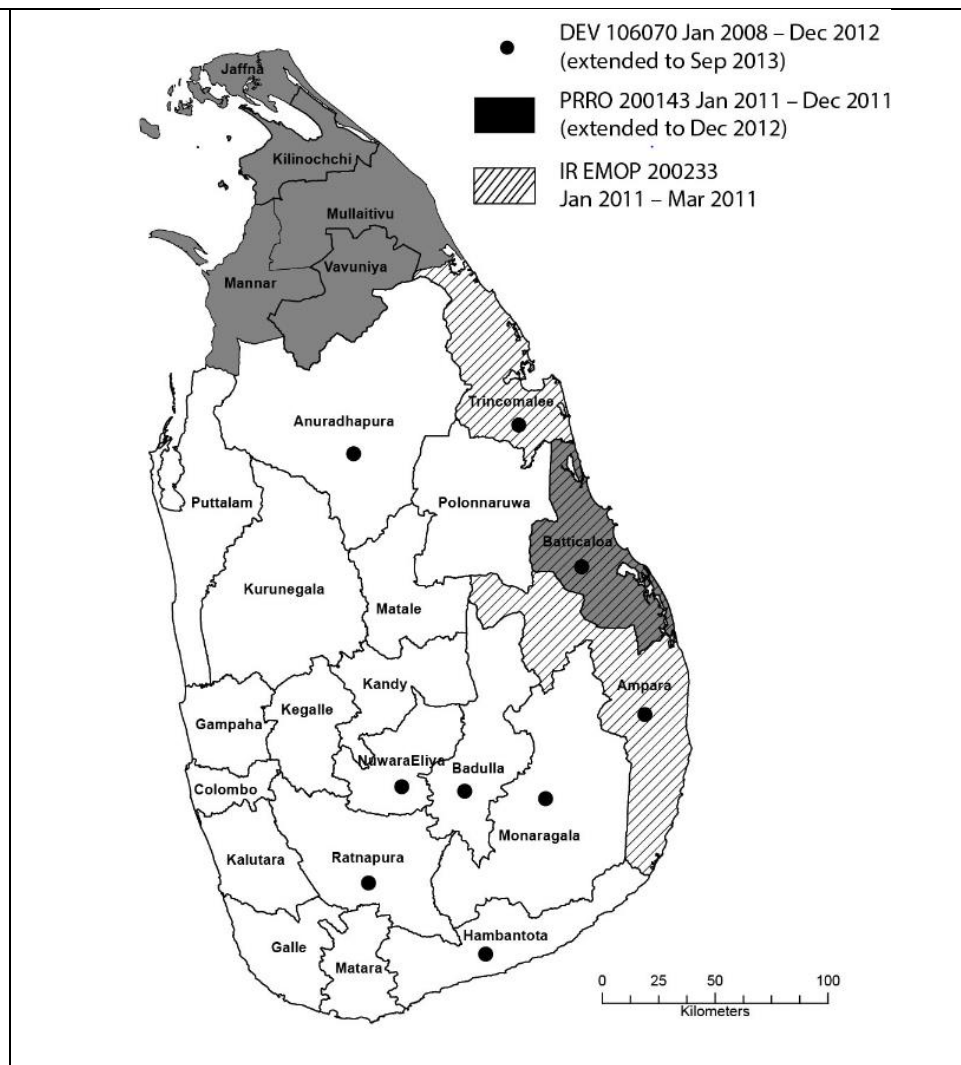 DEV 106070 Jan 2008 – Dec 2012
(extended to Sep 2013)
PRRO 200143 Jan 2011 – Dec 2011
(extended to Dec 2012)
IR EMOP 200233
Jan 2011 – Mar 2011
Jaffna
Kilinochchi
Mullaitivu
Vavuniya
Mannar
Trincomalee
Anuradhapura
Puttalam
Polonnaruwa
Batticaloa
Kurunegala
Matale
Kandy
Ampara
Kegalle
Gampaha
NuwaraEliya
Badulla
Colombo
Monaragala
Kalutara
Ratnapura
Hambantota
Galle
Matara
0 25 50 100
Kilometers